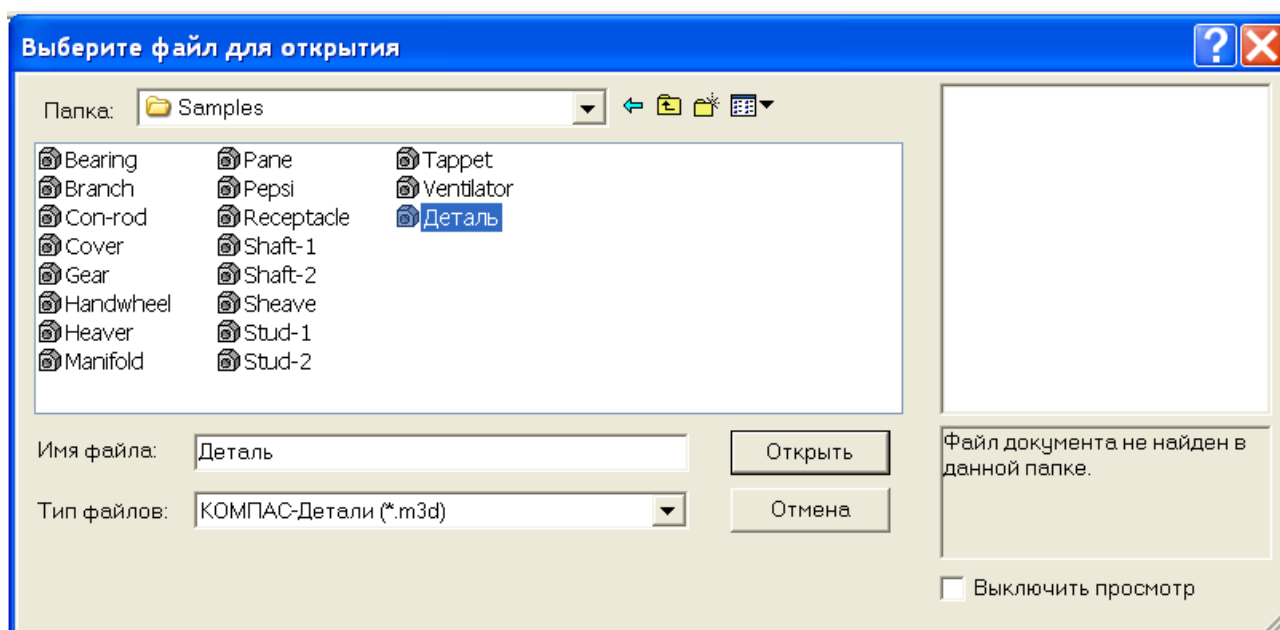 Выберите файл для открытия
Папка: Samples
Bearing Pane Tappet
Branch Pepsi Ventilator
Con-rod Receptacle Деталь
Cover Shaft-1
Gear Shaft-2
Handwheel Sheave
Heaver Stud-1
Manifold Stud-2
Имя файла: Деталь Открыть
Тип файлов: КОМПАС-Детали (*.m3d) Отмена
Файл документа не найден в
данной папке.
Выключить просмотр